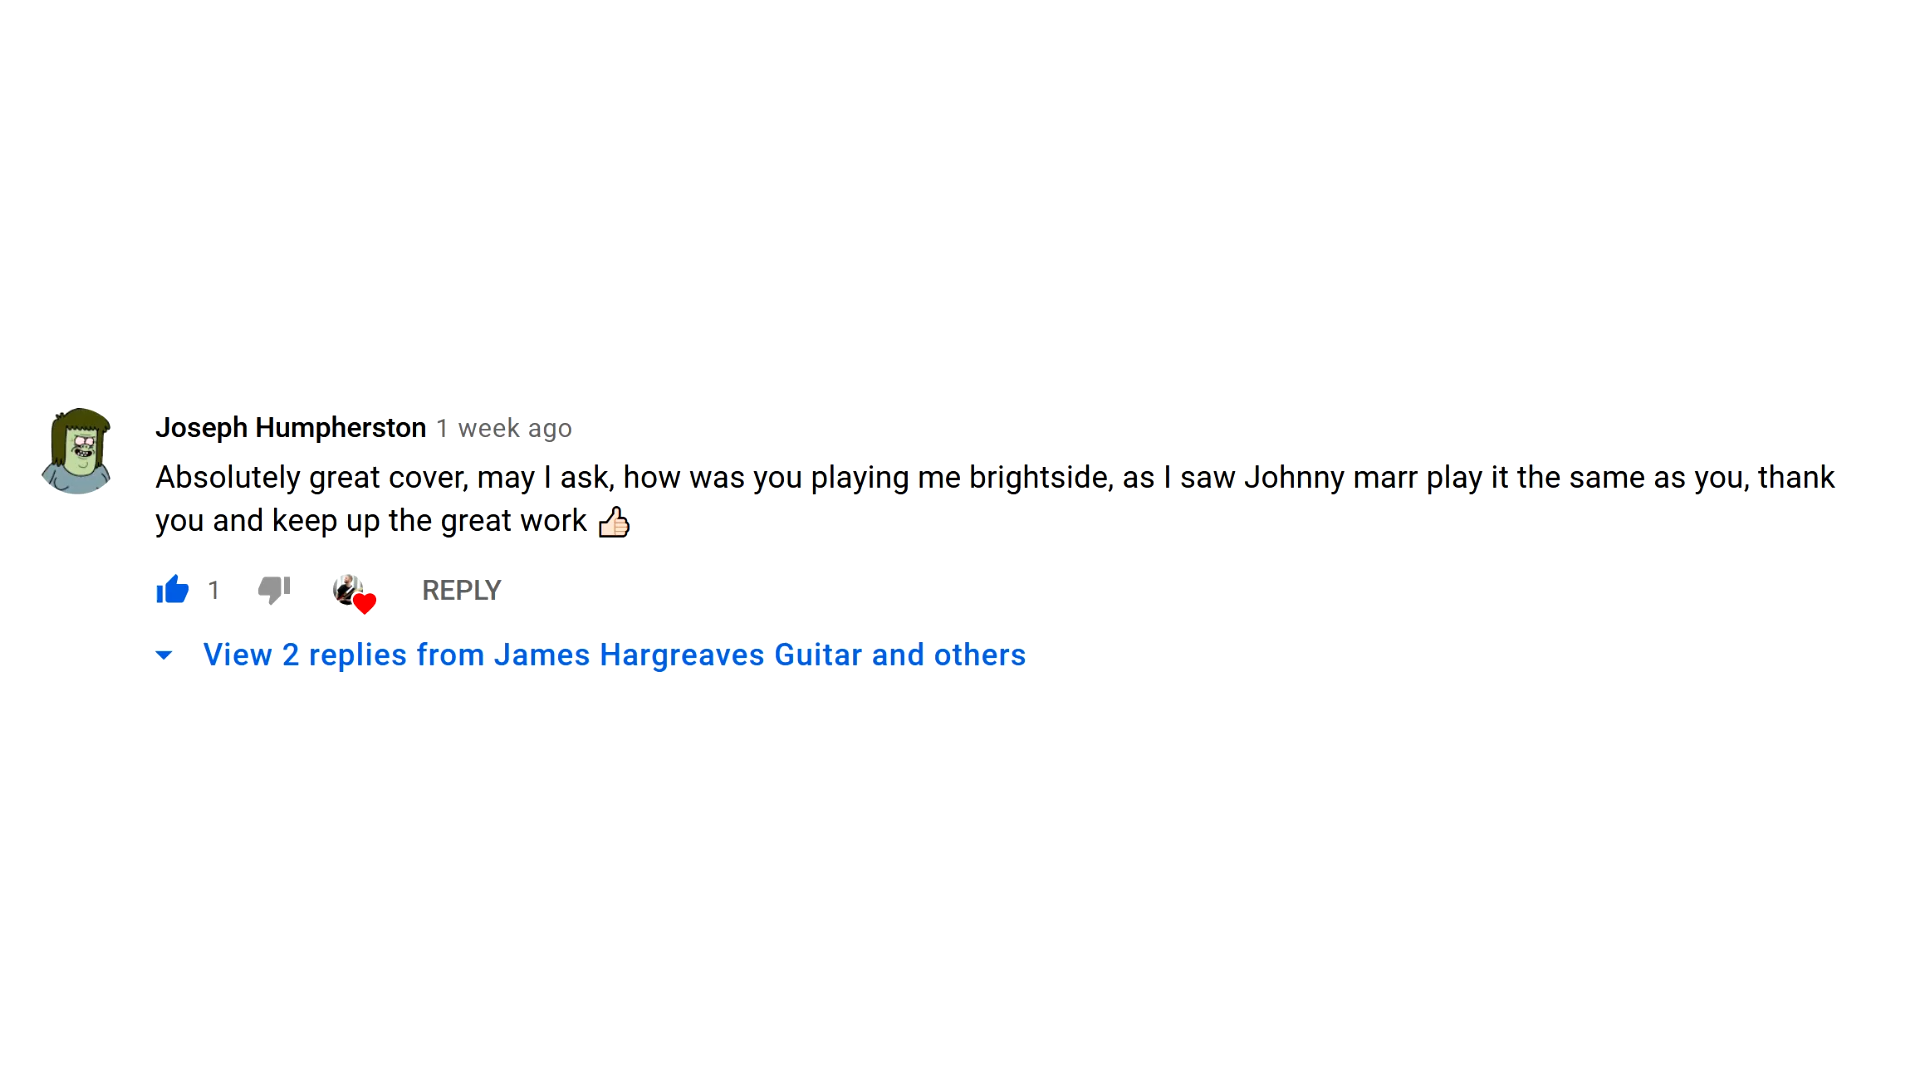 Joseph Humpherston 1 week ago
Absolutely great cover, may I ask, how was you playing me brightside, as I saw Johnny marr play it the same as you, thank
you and keep up the great work 👍🏻
1 REPLY
View 2 replies from James Hargreaves Guitar and others